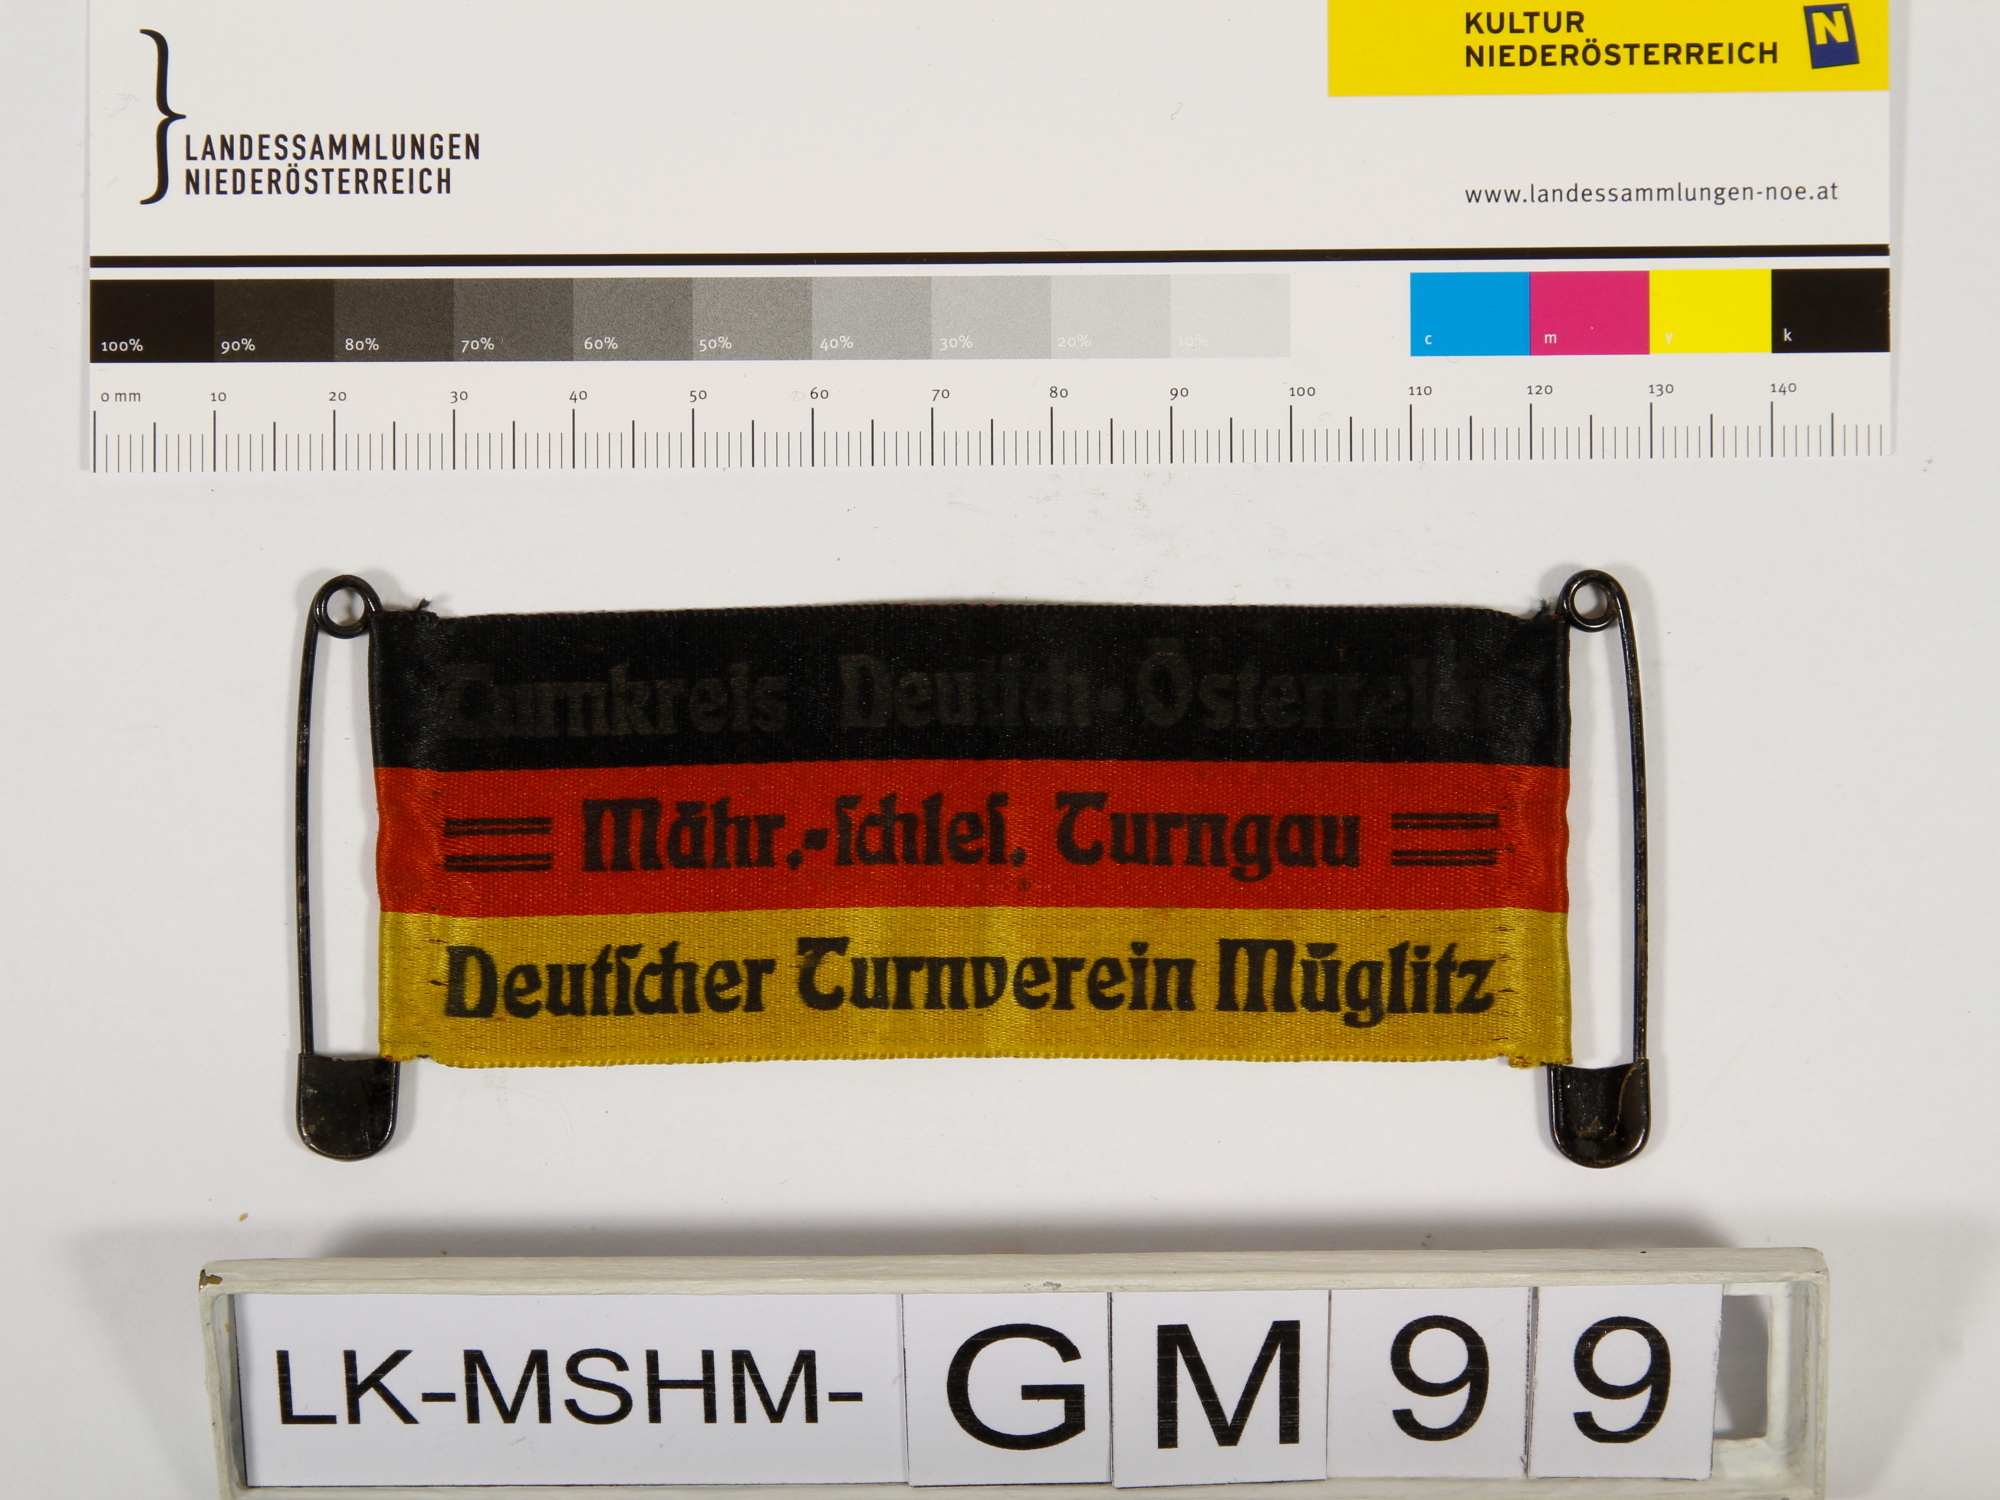 KULTUR
NIEDERÖSTERREICH
N
LANDESSAMMLUNGEN
NIEDERÖSTERREICH
www.landessammlungen-noe.at
100% 90% 80% 70% 60% 50% 40% 30% 20% 10% c m y k
0 mm 10 20 30 40 50 60 70 80 90 100 110 120 130 140
Turnkreis Deutſch-Österreich
Mähr.-ſchleſ. Turngau
Deutſcher Turnverein Müglitz
LK-MSHM-GM99